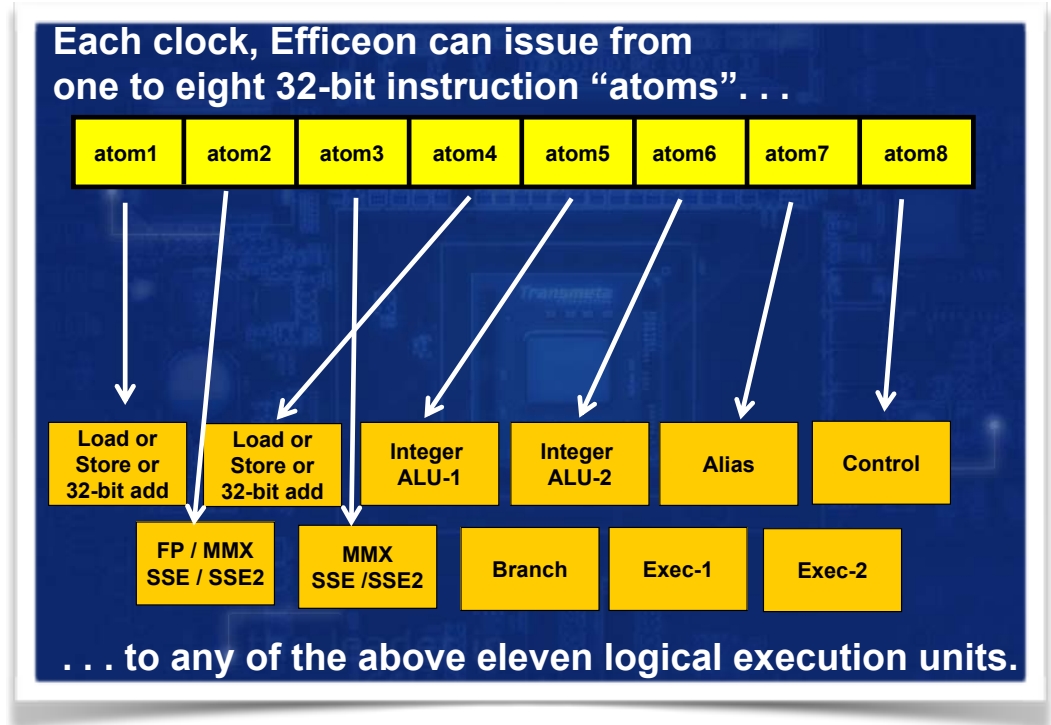 Each clock, Efficeon can issue from
one to eight 32-bit instruction “atoms”. . .
atom1 atom2 atom3 atom4 atom5 atom6 atom7 atom8
Transmeta
Load or
Store or
32-bit add
Load or
Store or
32-bit add
Integer
ALU-1
Integer
ALU-2
Alias
Control
FP / MMX
SSE / SSE2
MMX
SSE /SSE2
Branch
Exec-1
Exec-2
. . . to any of the above eleven logical execution units.